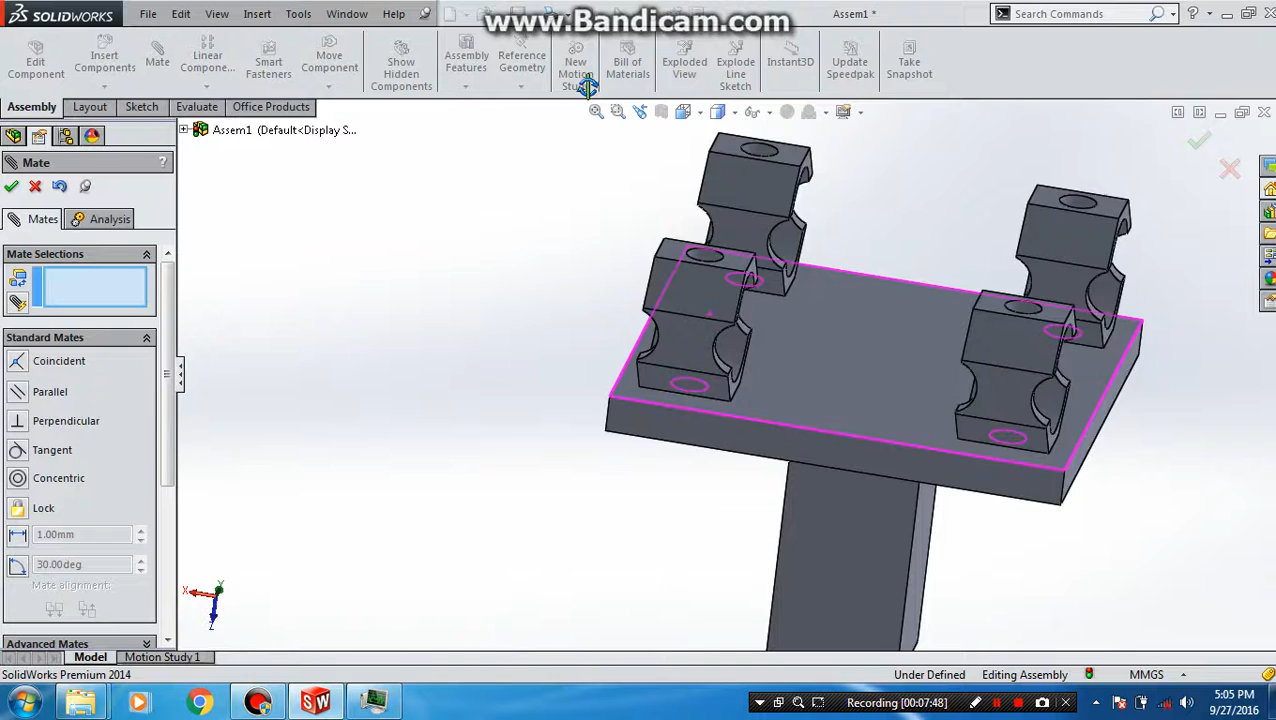 SOLIDWORKS File Edit View Insert Tools Window Help
www.Bandicam.com
Assem1 *
Search Commands
Edit Component
Insert Components
Mate
Linear Compone...
Smart Fasteners
Move Component
Show Hidden Components
Assembly Features
Reference Geometry
New Motion
Bill of Materials
Exploded View
Explode Line Sketch
Instant3D
Update Speedpak
Take Snapshot
Assembly Layout Sketch Evaluate Office Products
Assem1 (Default<Display S...
Mate ?
Mates Analysis
Mate Selections
Standard Mates
Coincident
Parallel
Perpendicular
Tangent
Concentric
Lock
1.00mm
30.00deg
Mate alignment:
Advanced Mates
X Y Z
Model Motion Study 1
SolidWorks Premium 2014 Under Defined Editing Assembly MMGS
Recording [00:07:48]
5:05 PM
9/27/2016